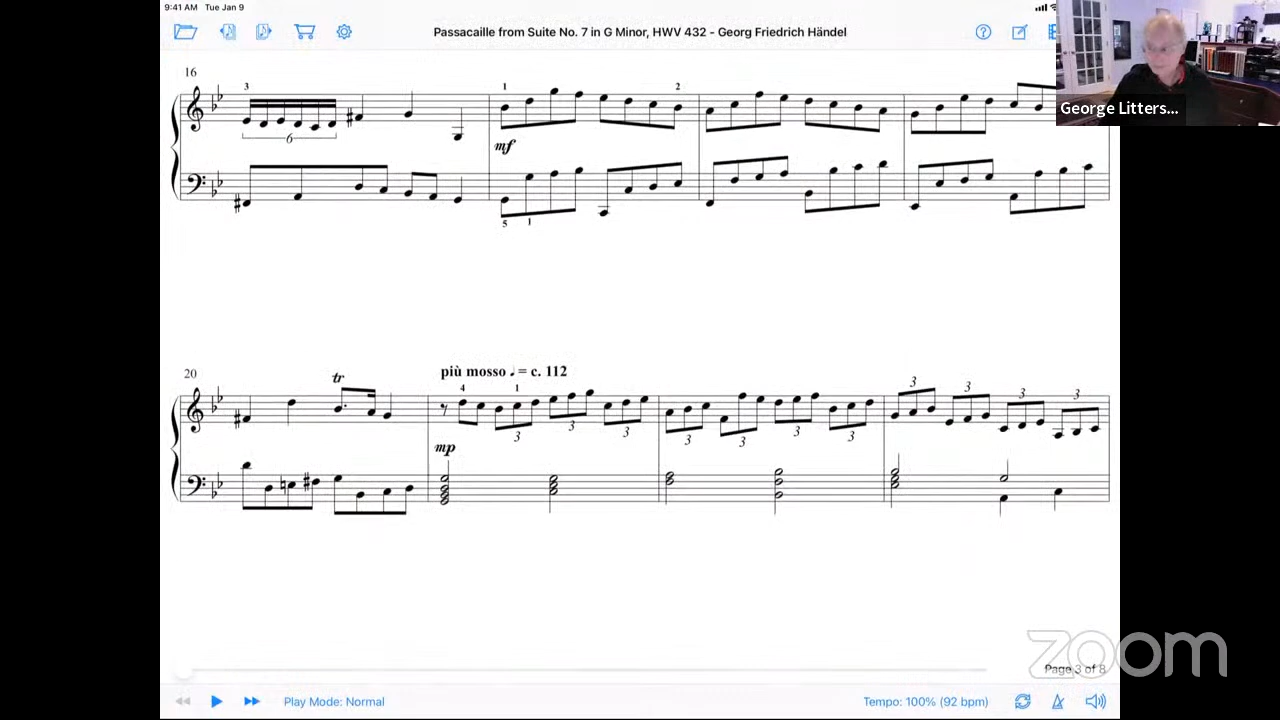 9:41 AM Tue Jan 9
Passacaille from Suite No. 7 in G Minor, HWV 432 - Georg Friedrich Händel
George Litters...
16
3
1
2
6
mf
5
1
20
tr
più mosso ♩ = c. 112
4
1
3
3
3
3
3
3
3
3
3
3
3
mp
Page 3 of 8
zoom
Play Mode: Normal
Tempo: 100% (92 bpm)